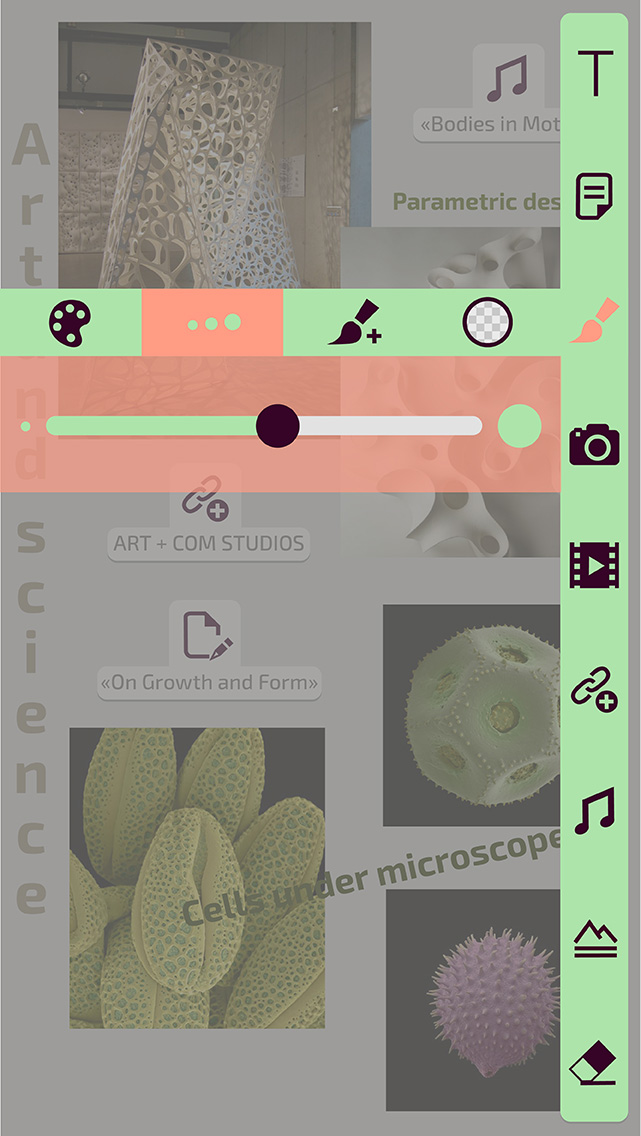 Art and science
«Bodies in Mot
Parametric des
ART + COM STUDIOS
«On Growth and Form»
Cells under microscope
T